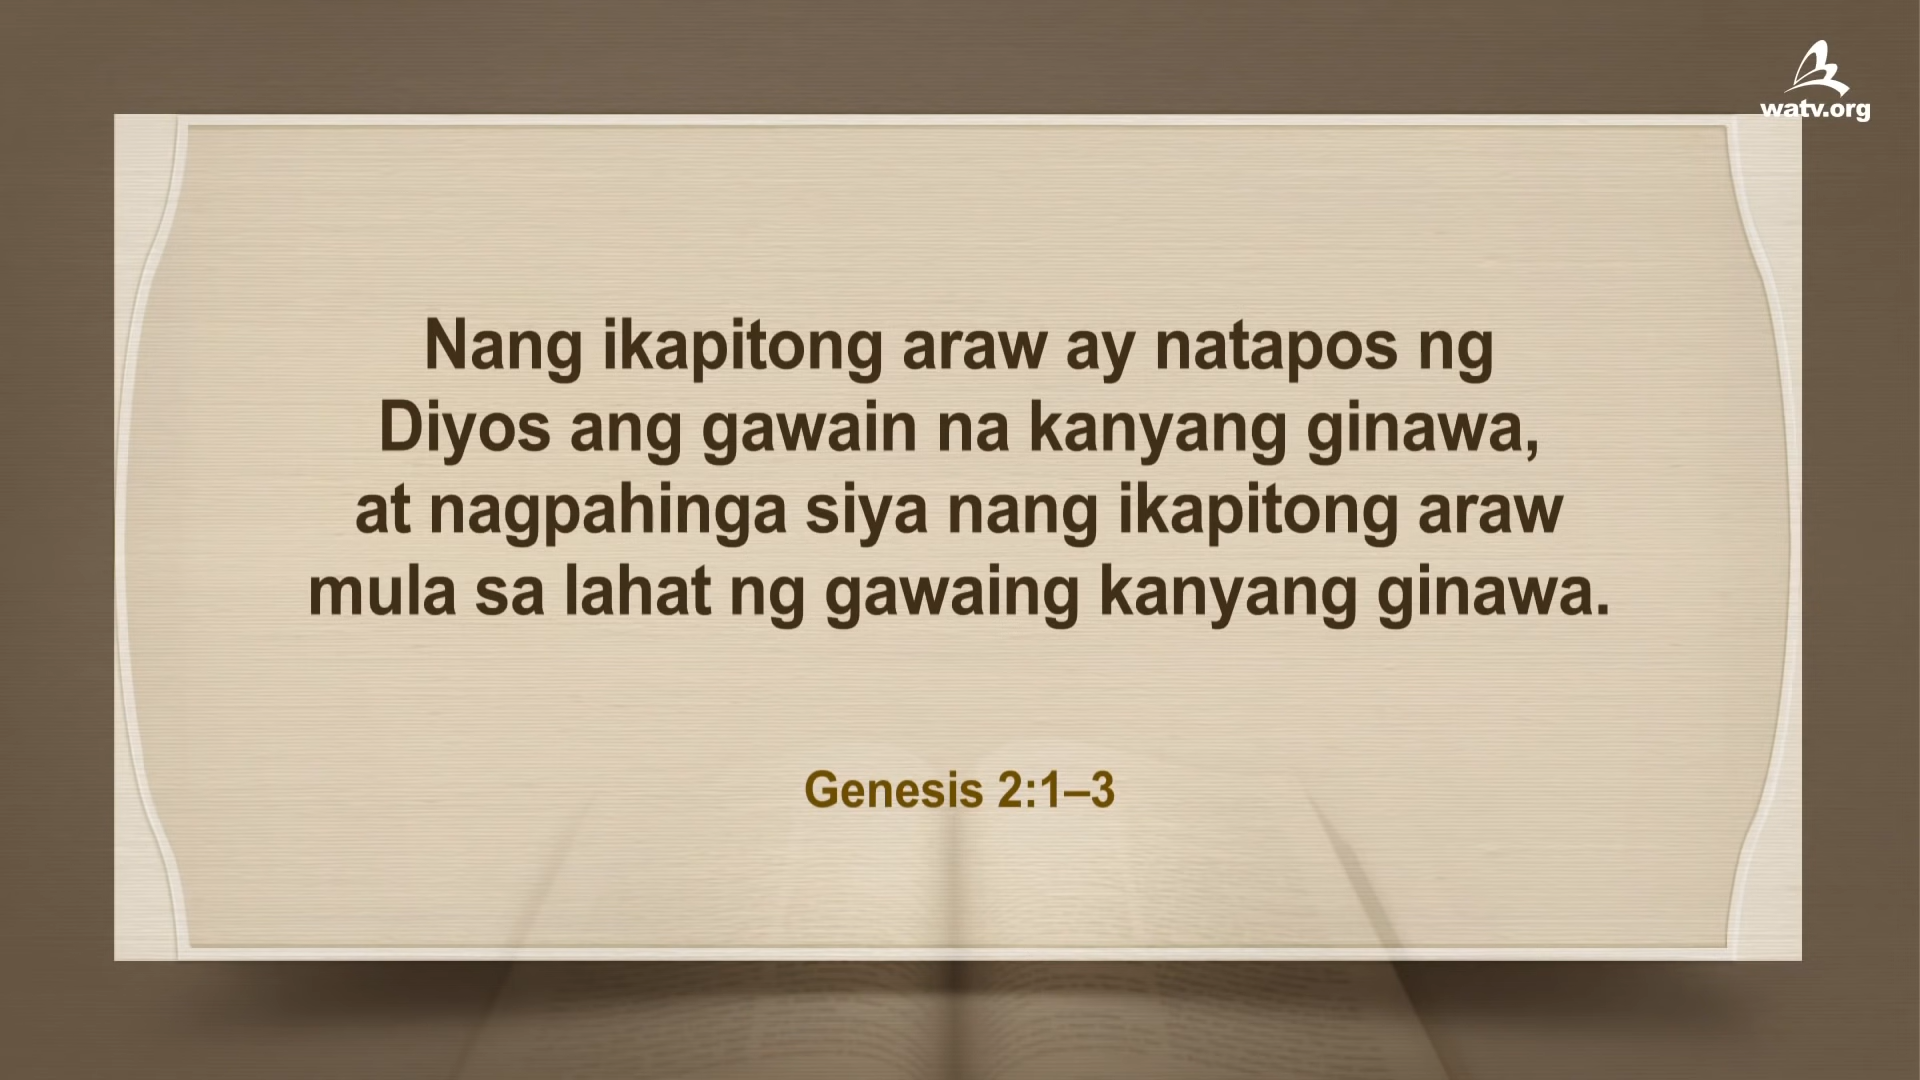 watv.org
Nang ikapitong araw ay natapos ng
Diyos ang gawain na kanyang ginawa,
at nagpahinga siya nang ikapitong araw
mula sa lahat ng gawaing kanyang ginawa.
Genesis 2:1–3